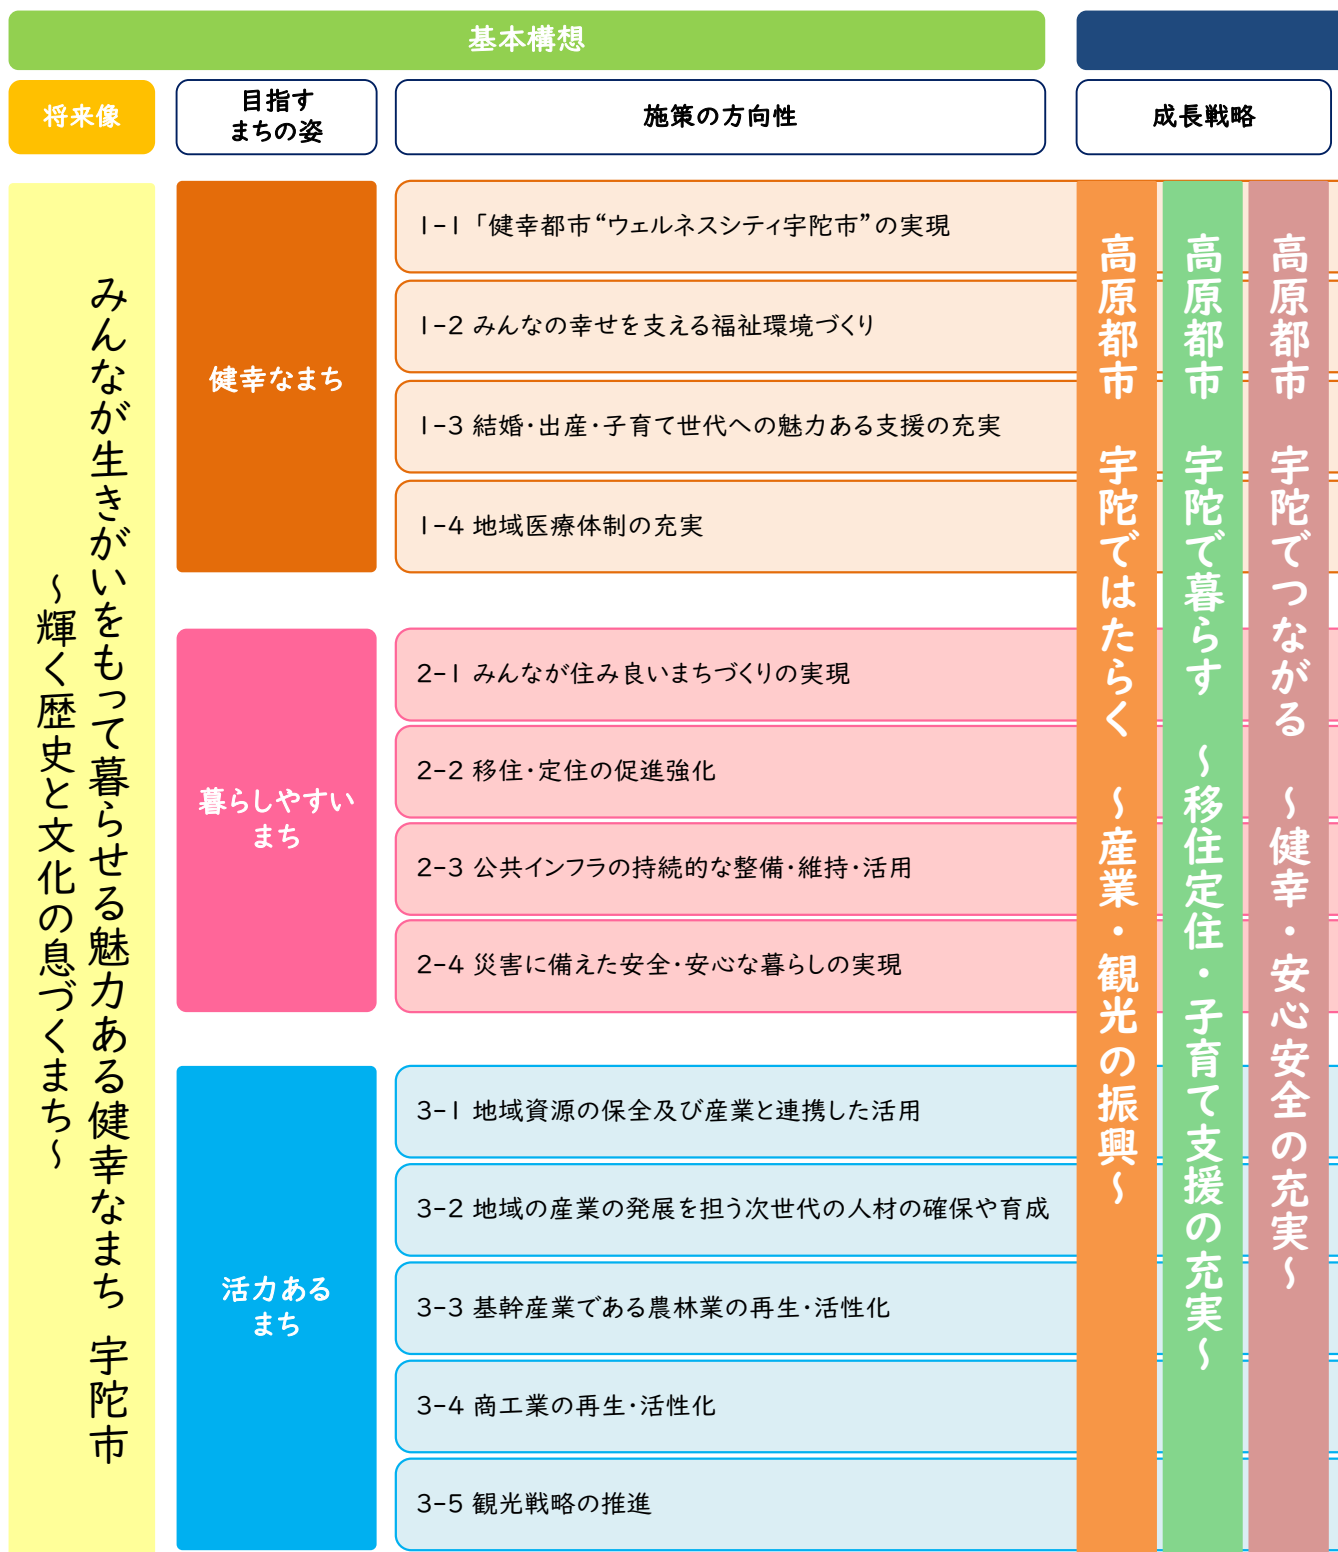 基本構想
将来像
目指す
まちの姿
施策の方向性
成長戦略
みんなが生きがいをもって暮らせる魅力ある健幸なまち 宇陀市
～輝く歴史と文化の息づくまち～
健幸なまち
1-1 「健幸都市“ウェルネスシティ宇陀市”の実現
1-2 みんなの幸せを支える福祉環境づくり
1-3 結婚・出産・子育て世代への魅力ある支援の充実
1-4 地域医療体制の充実
暮らしやすい
まち
2-1 みんなが住み良いまちづくりの実現
2-2 移住・定住の促進強化
2-3 公共インフラの持続的な整備・維持・活用
2-4 災害に備えた安全・安心な暮らしの実現
活力ある
まち
3-1 地域資源の保全及び産業と連携した活用
3-2 地域の産業の発展を担う次世代の人材の確保や育成
3-3 基幹産業である農林業の再生・活性化
3-4 商工業の再生・活性化
3-5 観光戦略の推進
高原都市 宇陀ではたらく ～産業・観光の振興～
高原都市 宇陀で暮らす ～移住定住・子育て支援の充実～
高原都市 宇陀でつながる ～健幸・安心安全の充実～